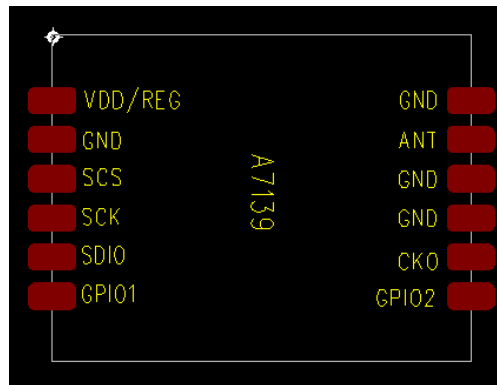 VDD/REG
GND
SCS
SCK
SDIO
GPIO1
A7139
GND
ANT
GND
GND
CKO
GPIO2